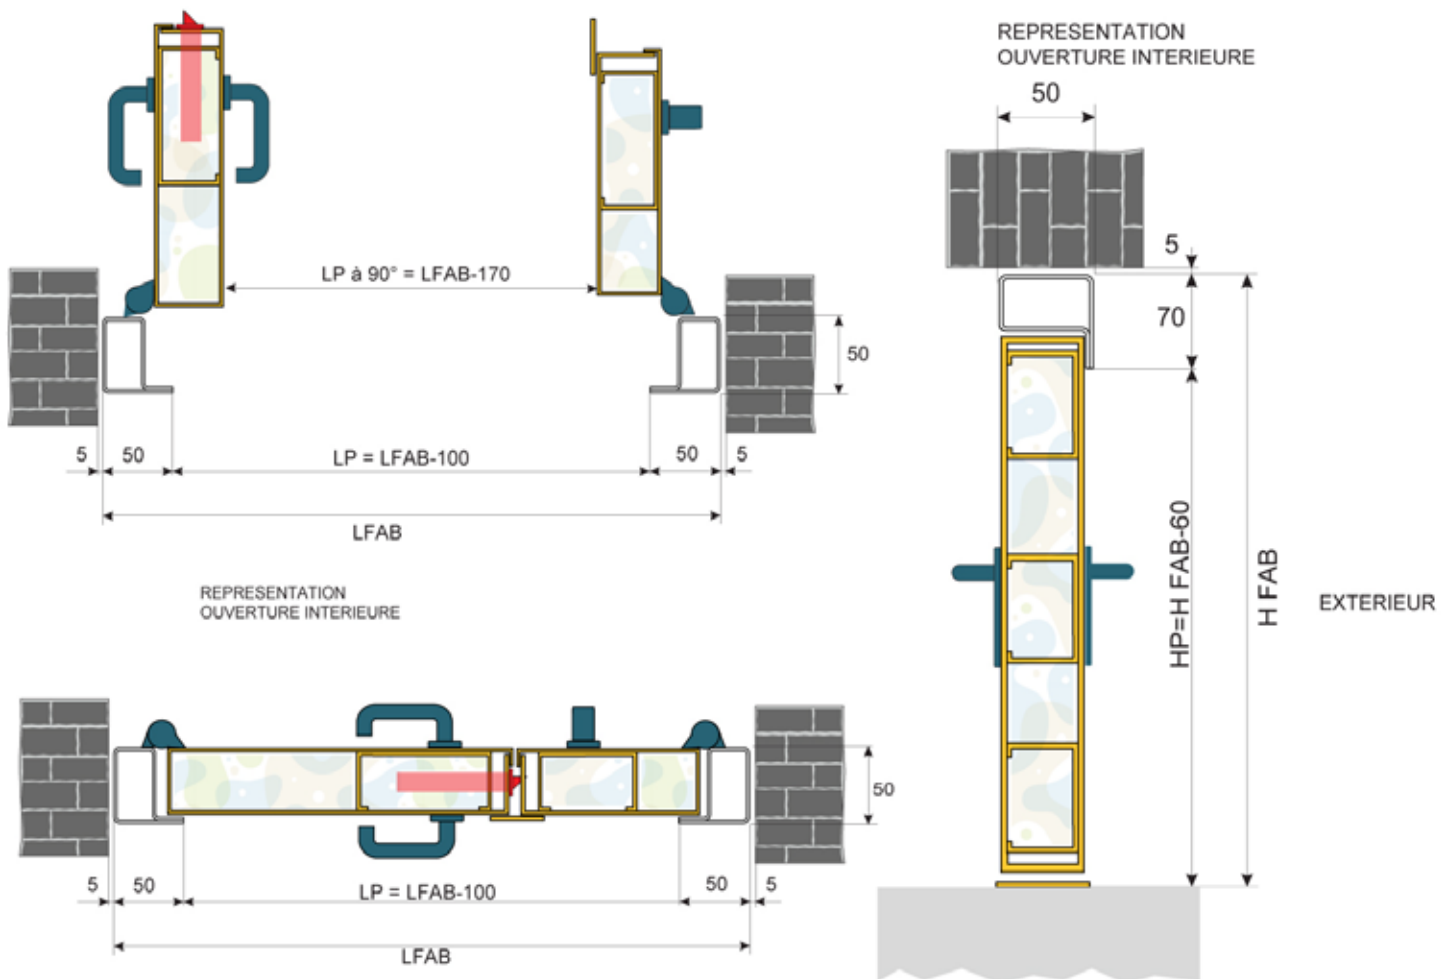 LP à 90° = LFAB-170
50
5
50
LP = LFAB-100
50
5
LFAB
REPRESENTATION
OUVERTURE INTERIEURE
50
5
50
LP = LFAB-100
50
5
LFAB
REPRESENTATION
OUVERTURE INTERIEURE
50
5
70
HP=H FAB-60
H FAB
EXTERIEUR